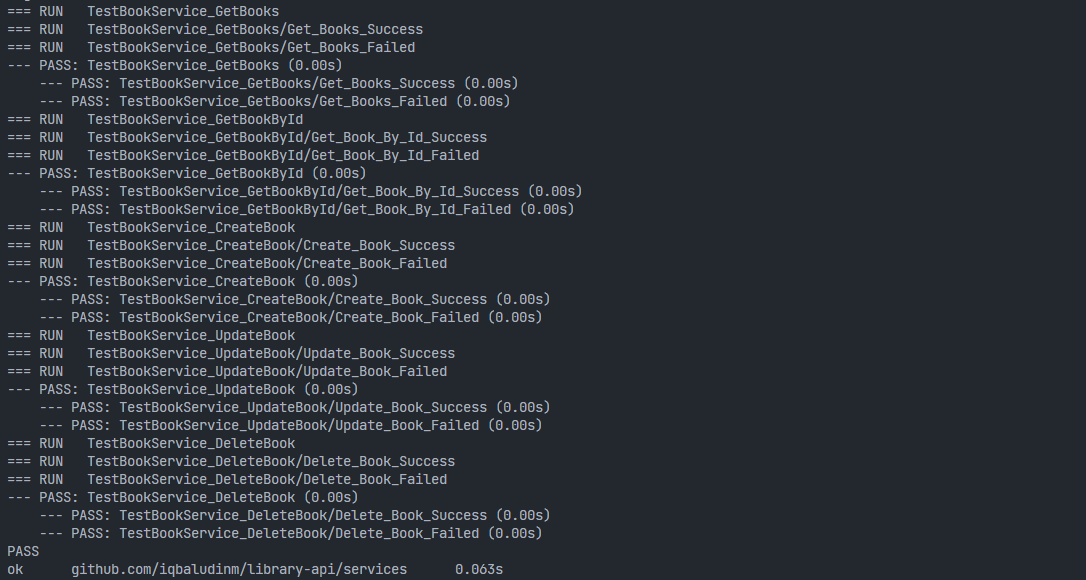 === RUN   TestBookService_GetBooks
=== RUN   TestBookService_GetBooks/Get_Books_Success
=== RUN   TestBookService_GetBooks/Get_Books_Failed
--- PASS: TestBookService_GetBooks (0.00s)
    --- PASS: TestBookService_GetBooks/Get_Books_Success (0.00s)
    --- PASS: TestBookService_GetBooks/Get_Books_Failed (0.00s)
=== RUN   TestBookService_GetBookById
=== RUN   TestBookService_GetBookById/Get_Book_By_Id_Success
=== RUN   TestBookService_GetBookById/Get_Book_By_Id_Failed
--- PASS: TestBookService_GetBookById (0.00s)
    --- PASS: TestBookService_GetBookById/Get_Book_By_Id_Success (0.00s)
    --- PASS: TestBookService_GetBookById/Get_Book_By_Id_Failed (0.00s)
=== RUN   TestBookService_CreateBook
=== RUN   TestBookService_CreateBook/Create_Book_Success
=== RUN   TestBookService_CreateBook/Create_Book_Failed
--- PASS: TestBookService_CreateBook (0.00s)
    --- PASS: TestBookService_CreateBook/Create_Book_Success (0.00s)
    --- PASS: TestBookService_CreateBook/Create_Book_Failed (0.00s)
=== RUN   TestBookService_UpdateBook
=== RUN   TestBookService_UpdateBook/Update_Book_Success
=== RUN   TestBookService_UpdateBook/Update_Book_Failed
--- PASS: TestBookService_UpdateBook (0.00s)
    --- PASS: TestBookService_UpdateBook/Update_Book_Success (0.00s)
    --- PASS: TestBookService_UpdateBook/Update_Book_Failed (0.00s)
=== RUN   TestBookService_DeleteBook
=== RUN   TestBookService_DeleteBook/Delete_Book_Success
=== RUN   TestBookService_DeleteBook/Delete_Book_Failed
--- PASS: TestBookService_DeleteBook (0.00s)
    --- PASS: TestBookService_DeleteBook/Delete_Book_Success (0.00s)
    --- PASS: TestBookService_DeleteBook/Delete_Book_Failed (0.00s)
PASS
ok      github.com/iqbaludinm/library-api/services      0.063s